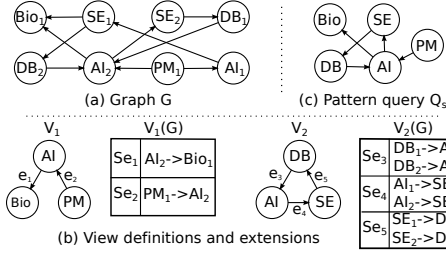 Bio1 SE1 SE2 DB1
DB2 AI2 PM1 AI1
(a) Graph G
Bio SE
PM
DB AI
(c) Pattern query Qs
V1 V1(G) V2 V2(G)
AI
e1 e2
Bio PM
Se1 AI2->Bio1
Se2 PM1->AI2
DB
e3 e5
AI e4 SE
Se3 DB1->A
DB2->A
Se4 AI1->SE
AI2->SE
Se5 SE1->D
SE2->D
(b) View definitions and extensions